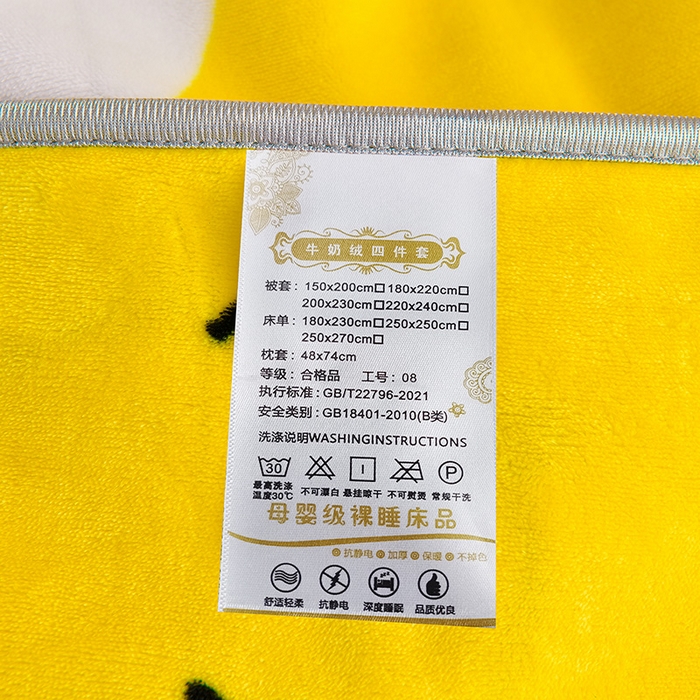 牛奶绒四件套
被套：150x200cm□ 180x220cm□
200x230cm□ 220x240cm□
床单：180x230cm□ 250x250cm□
250x270cm□
枕套：48x74cm
等级：合格品 工号：08
执行标准：GB/T22796-2021
安全类别：GB18401-2010(B类)
洗涤说明WASHINGINSTRUCTIONS
30 P
最高洗涤温度30℃ 不可漂白 悬挂晾干 不可熨烫 常规干洗
母婴级裸睡床品
抗静电 加厚 保暖 不掉色
舒适轻柔 抗静电 深度睡眠 品质优良